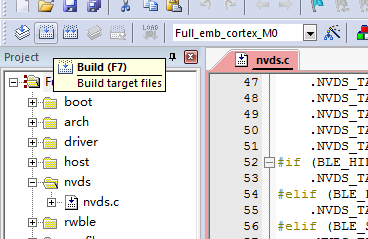 LOAD
Full_emb_cortex_M0
Project
nvds.c
Build (F7)
Build target files
boot
arch
driver
host
nvds
nvds.c
rwble
47 .NVDS_TA
48 .NVDS_TA
49 .NVDS_TA
50 .NVDS_TA
51 .NVDS_TA
52 #if (BLE_HI
53 .NVDS_TA
54 #elif (BLE_
55 .NVDS_TA
56 #elif (BLE_S
57 .NVDS_TA